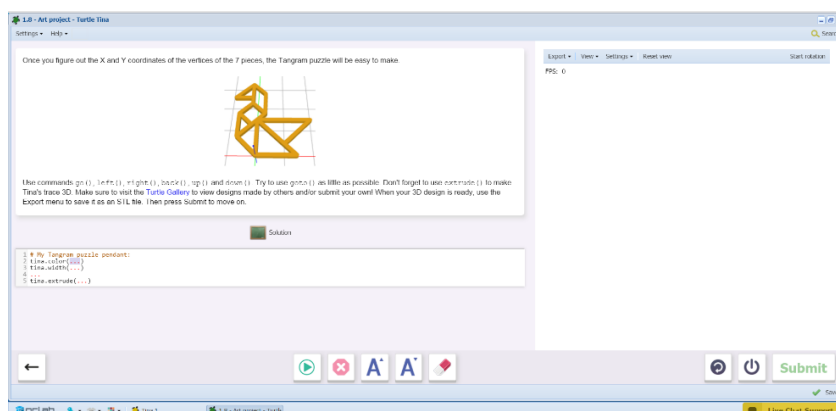 1.8 - Art project - Turtle Tina
Settings Help
Once you figure out the X and Y coordinates of the vertices of the 7 pieces, the Tangram puzzle will be easy to make.
Use commands go(), left(), right(), back(), up() and down(). Try to use goto() as little as possible. Don't forget to use extrude() to make
Tina's trace 3D. Make sure to visit the Turtle Gallery to view designs made by others and/or submit your own! When your 3D design is ready, use the
Export menu to save it as an STL file. Then press Submit to move on.
Solution
1 # My Tangram puzzle pendant:
2 tina.color(...)
3 tina.width(...)
4 ...
5 tina.extrude(...)
Export View Settings Reset view Start rotation
FPS: 0
A A
Submit
1.8 - Art project - Turtle
Live Chat Support